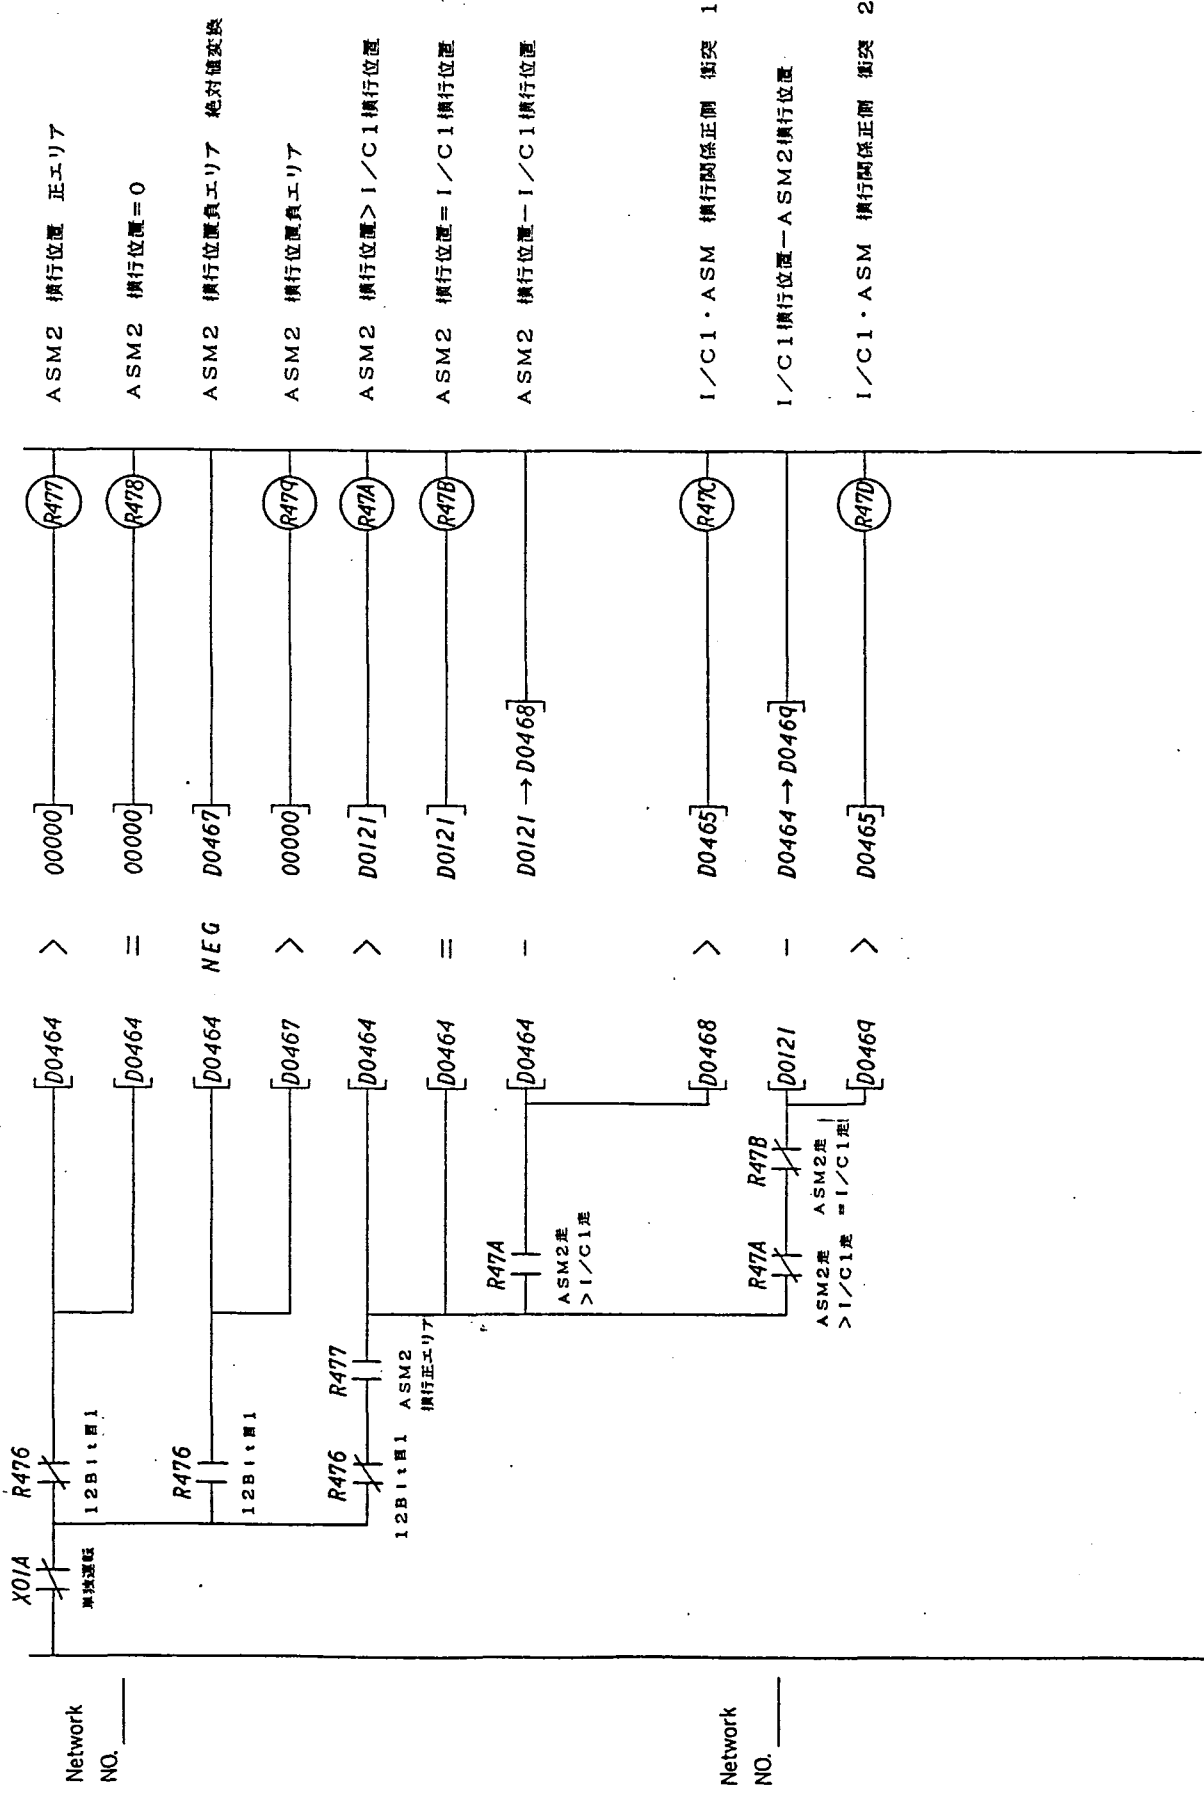 Network
NO.
X01A
単独運転
R476
12Bit目1
[D0464 > 00000]
R477
ASM2 横行位置 正エリア
[D0464 = 00000]
R478
ASM2 横行位置=0
R476
12Bit目1
[D0464 NEG D0467]
ASM2 横行位置負エリア 絶対値変換
[D0467 > 00000]
R479
ASM2 横行位置負エリア
R476
12Bit目1
R477
ASM2
横行正エリア
[D0464 > D0121]
R47A
ASM2 横行位置>I/C1横行位置
[D0464 = D0121]
R47B
ASM2 横行位置=I/C1横行位置
R47A
ASM2走
>I/C1走
[D0464 - D0121 → D0468]
ASM2 横行位置-I/C1横行位置
[D0468 > D0465]
R47C
I/C1・ASM 横行関係正側 衝突 1
Network
NO.
R47A
ASM2走
>I/C1走
R47B
ASM2走
=I/C1走
[D0121 - D0464 → D0469]
I/C1横行位置-ASM2横行位置
[D0469 > D0465]
R47D
I/C1・ASM 横行関係正側 衝突 2